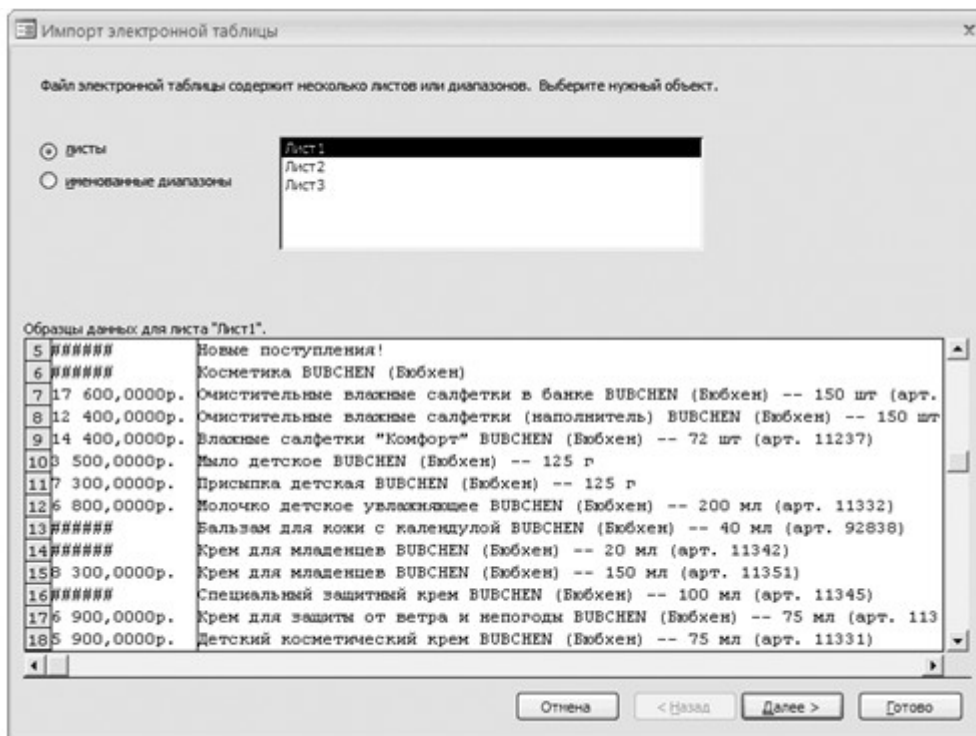 Импорт электронной таблицы
Файл электронной таблицы содержит несколько листов или диапазонов. Выберите нужный объект.
листы
именованные диапазоны
Лист1
Лист2
Лист3
Образцы данных для листа "Лист1".
5 ###### Новые поступления!
6 ###### Косметика BUBCHEN (Бюбхен)
7 17 600,0000р. Очистительные влажные салфетки в банке BUBCHEN (Бюбхен) -- 150 шт (арт.
8 12 400,0000р. Очистительные влажные салфетки (наполнитель) BUBCHEN (Бюбхен) -- 150 шт
9 14 400,0000р. Влажные салфетки "Комфорт" BUBCHEN (Бюбхен) -- 72 шт (арт. 11237)
10 3 500,0000р. Мыло детское BUBCHEN (Бюбхен) -- 125 г
11 7 300,0000р. Присыпка детская BUBCHEN (Бюбхен) -- 125 г
12 6 800,0000р. Молочко детское увлажняющее BUBCHEN (Бюбхен) -- 200 мл (арт. 11332)
13 ###### Бальзам для кожи с календулой BUBCHEN (Бюбхен) -- 40 мл (арт. 92838)
14 ###### Крем для младенцев BUBCHEN (Бюбхен) -- 20 мл (арт. 11342)
15 8 300,0000р. Крем для младенцев BUBCHEN (Бюбхен) -- 150 мл (арт. 11351)
16 ###### Специальный защитный крем BUBCHEN (Бюбхен) -- 100 мл (арт. 11345)
17 6 900,0000р. Крем для защиты от ветра и непогоды BUBCHEN (Бюбхен) -- 75 мл (арт. 113
18 5 900,0000р. Детский косметический крем BUBCHEN (Бюбхен) -- 75 мл (арт. 11331)
Отмена < Назад Далее > Готово